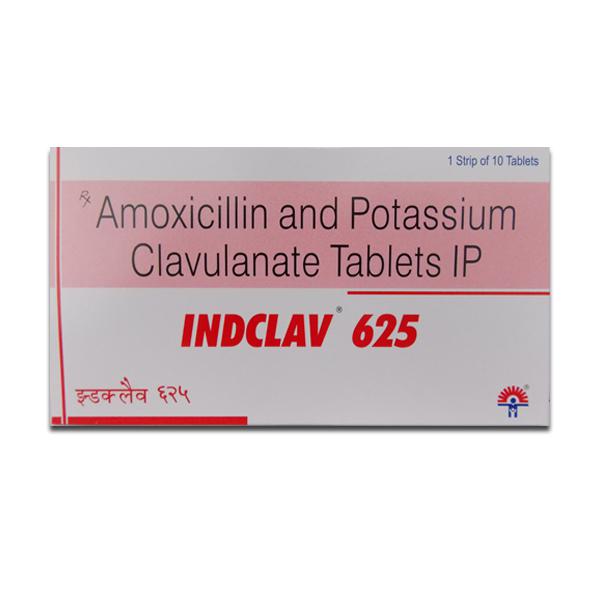 1 Strip of 10 Tablets
℞ Amoxicillin and Potassium
Clavulanate Tablets IP
INDCLAV® 625
इन्डक्लैव ६२५
®